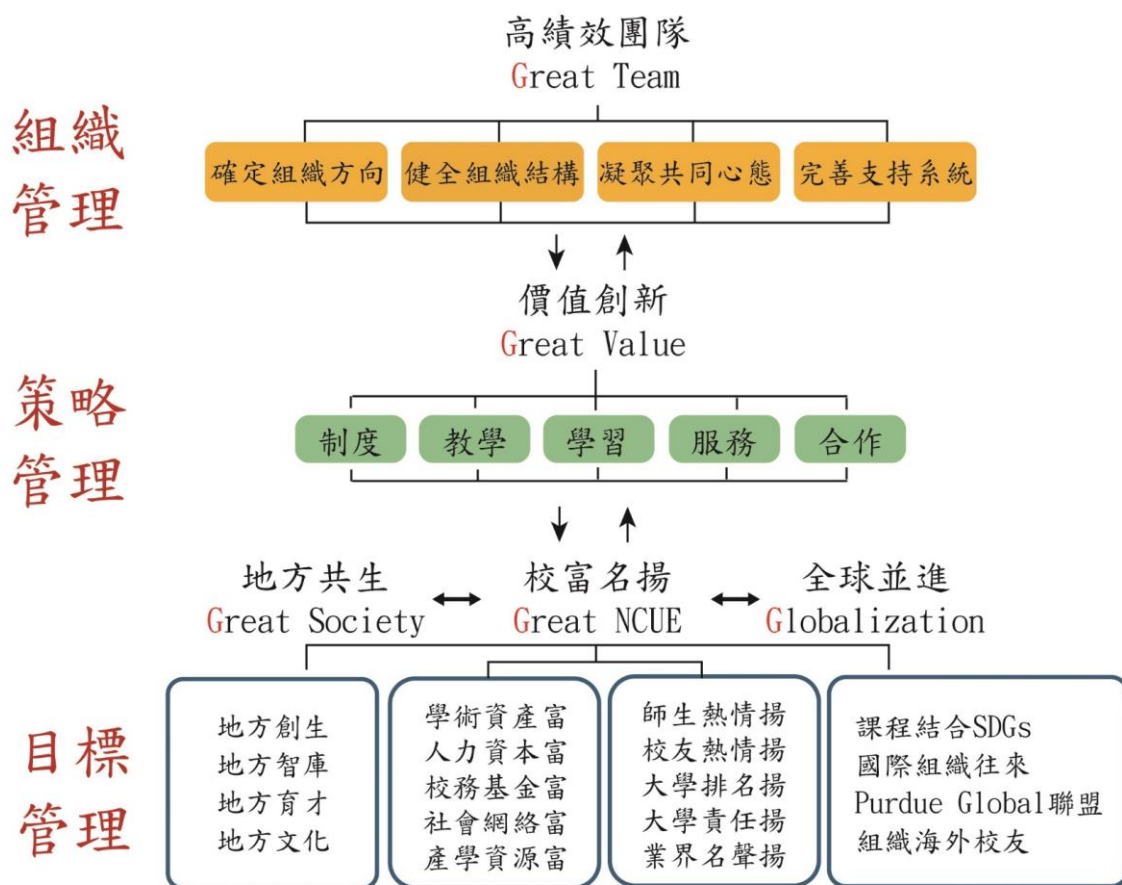 高績效團隊
Great Team
組織
管理
確定組織方向 健全組織結構 凝聚共同心態 完善支持系統
價值創新
Great Value
策略
管理
制度 教學 學習 服務 合作
地方共生 校富名揚 全球並進
Great Society Great NCUE Globalization
目標
管理
地方創生
地方智庫
地方育才
地方文化
學術資產富
人力資本富
校務基金富
社會網絡富
產學資源富
師生熱情揚
校友熱情揚
大學排名揚
大學責任揚
業界名聲揚
課程結合SDGs
國際組織往來
Purdue Global聯盟
組織海外校友